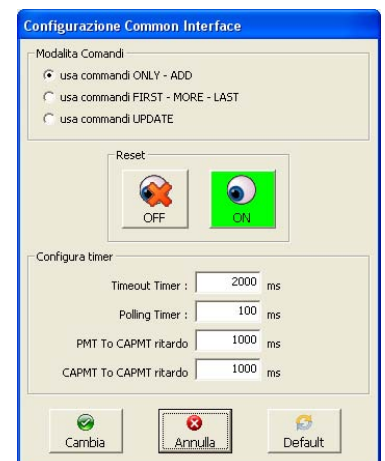 Configurazione Common Interface
Modalita Comandi
usa commandi ONLY - ADD
usa commandi FIRST - MORE - LAST
usa commandi UPDATE
Reset
OFF ON
Configura timer
Timeout Timer : 2000 ms
Polling Timer : 100 ms
PMT To CAPMT ritardo 1000 ms
CAPMT To CAPMT ritardo 1000 ms
Cambia Annulla Default